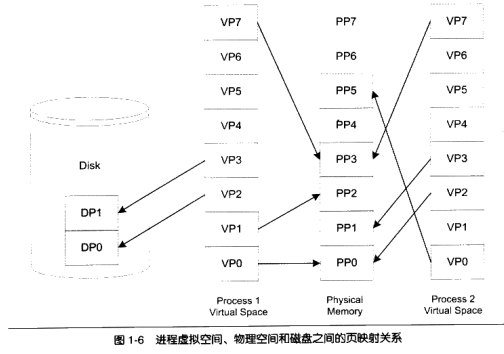 VP7 PP7 VP7
VP6 PP6 VP6
VP5 PP5 VP5
VP4 PP4 VP4
Disk VP3 PP3 VP3
DP1 VP2 PP2 VP2
DP0 VP1 PP1 VP1
VP0 PP0 VP0
Process 1 Physical Process 2
Virtual Space Memory Virtual Space
图 1-6 进程虚拟空间、物理空间和磁盘之间的页映射关系